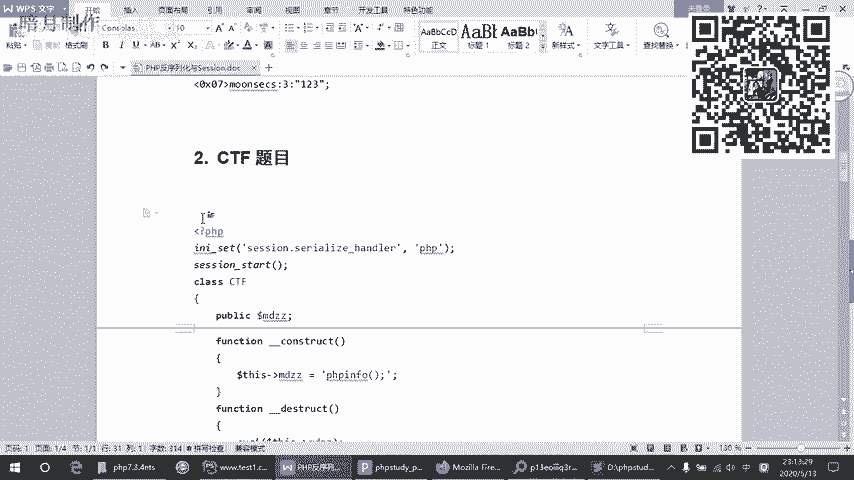 暗月制作
WPS 文字
开始 插入 页面布局 引用 审阅 视图 章节 开发工具 特色功能
未登录
粘贴 复制 格式刷
Consolas
AaBbCcD
正文
标题 1
标题 2
新样式
文字工具
查找替换
PHP反序列化与Session.doc
<0x07>moonsecs:3:"123";
2. CTF 题目
<?php
ini_set('session.serialize_handler', 'php');
session_start();
class CTF
{
public $mdzz;
function __construct()
{
$this->mdzz = 'phpinfo();';
}
function __destruct()
{
页码: 1 页面: 1/4 节: 1/1 行: 31 列: 1 字数: 314 拼写检查 兼容模式
130 %
php7.3.4nts
www.test1.c...
PHP反序列...
phpstudy_p...
Mozilla Fire...
p13eoiiiq3r...
D:\phpstud...
中
23:13:29
2020/5/13